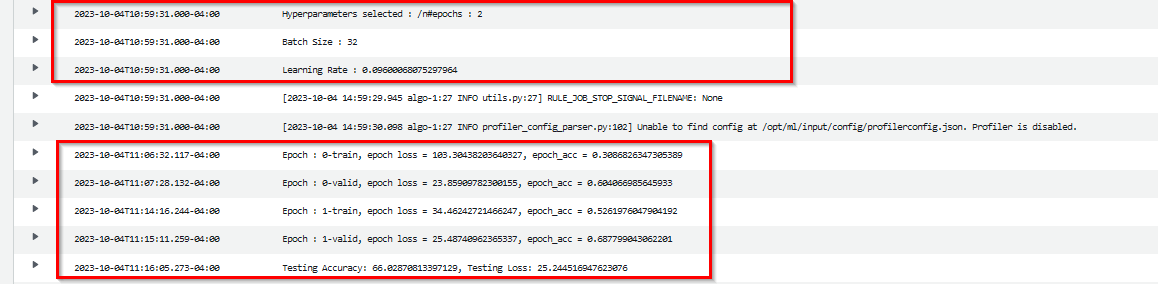 2023-10-04T10:59:31.000-04:00 Hyperparameters selected : /n#epochs : 2
2023-10-04T10:59:31.000-04:00 Batch Size : 32
2023-10-04T10:59:31.000-04:00 Learning Rate : 0.09600068075297964
2023-10-04T10:59:31.000-04:00 [2023-10-04 14:59:29.945 algo-1:27 INFO utils.py:27] RULE_JOB_STOP_SIGNAL_FILENAME: None
2023-10-04T10:59:31.000-04:00 [2023-10-04 14:59:30.098 algo-1:27 INFO profiler_config_parser.py:102] Unable to find config at /opt/ml/input/config/profilerconfig.json. Profiler is disabled.
2023-10-04T11:06:32.117-04:00 Epoch : 0-train, epoch loss = 103.30438203640327, epoch_acc = 0.3086826347305389
2023-10-04T11:07:28.132-04:00 Epoch : 0-valid, epoch loss = 23.85909782300155, epoch_acc = 0.604066985645933
2023-10-04T11:14:16.244-04:00 Epoch : 1-train, epoch loss = 34.46242721466247, epoch_acc = 0.5261976047904192
2023-10-04T11:15:11.259-04:00 Epoch : 1-valid, epoch loss = 25.48740962365337, epoch_acc = 0.687799043062201
2023-10-04T11:16:05.273-04:00 Testing Accuracy: 66.02870813397129, Testing Loss: 25.244516947623076